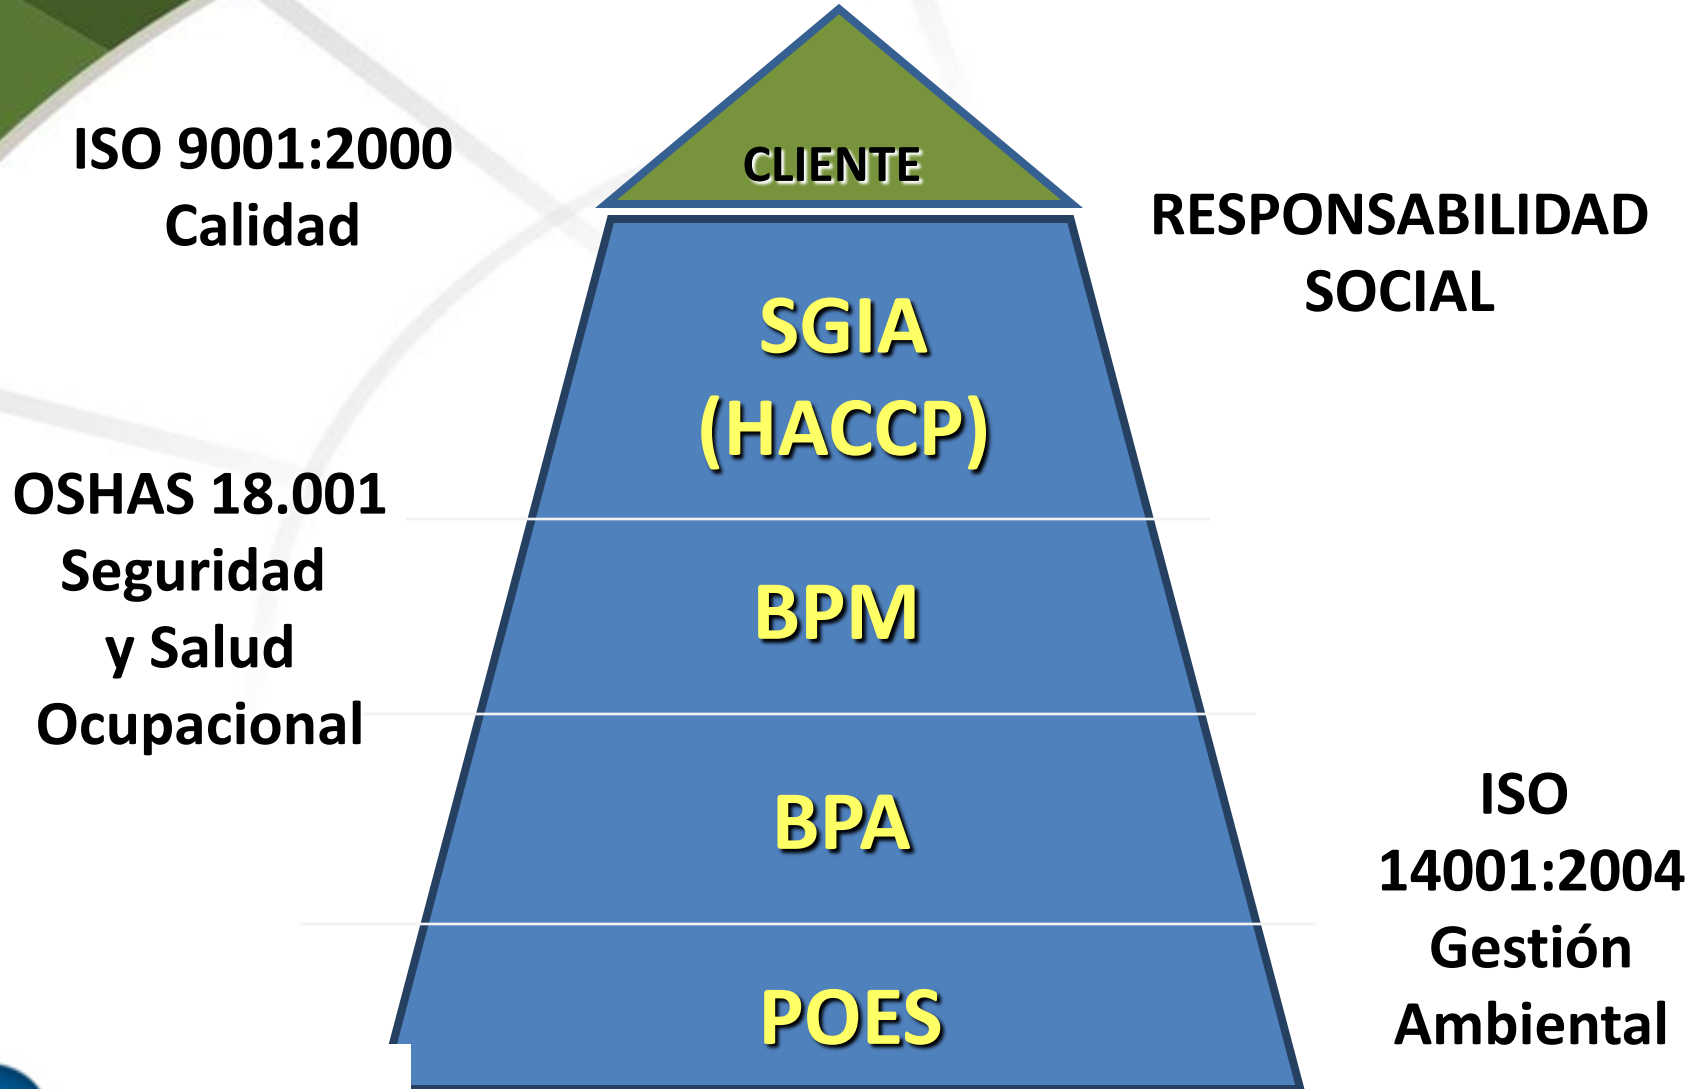 ISO 9001:2000
Calidad
CLIENTE
RESPONSABILIDAD
SOCIAL
SGIA
(HACCP)
OSHAS 18.001
Seguridad
y Salud
Ocupacional
BPM
BPA
ISO
14001:2004
Gestión
Ambiental
POES